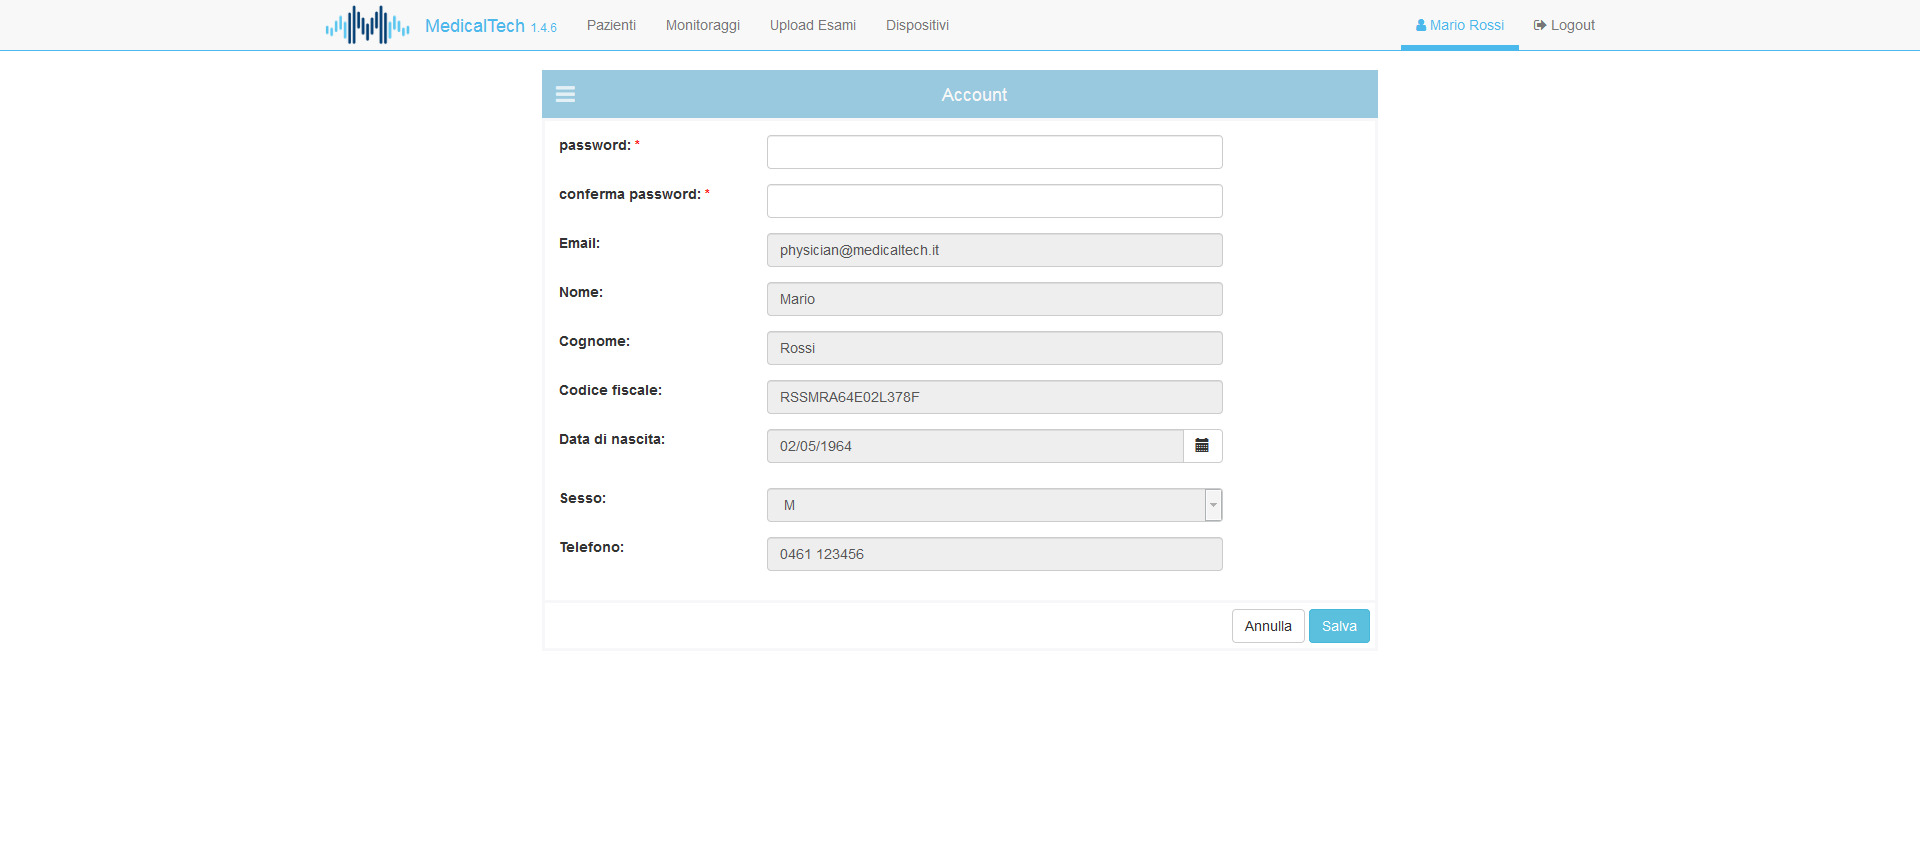 MedicalTech 1.4.6 Pazienti Monitoraggi Upload Esami Dispositivi Mario Rossi Logout
Account
password: *
conferma password: *
Email: physician@medicaltech.it
Nome: Mario
Cognome: Rossi
Codice fiscale: RSSMRA64E02L378F
Data di nascita: 02/05/1964
Sesso: M
Telefono: 0461 123456
Annulla Salva